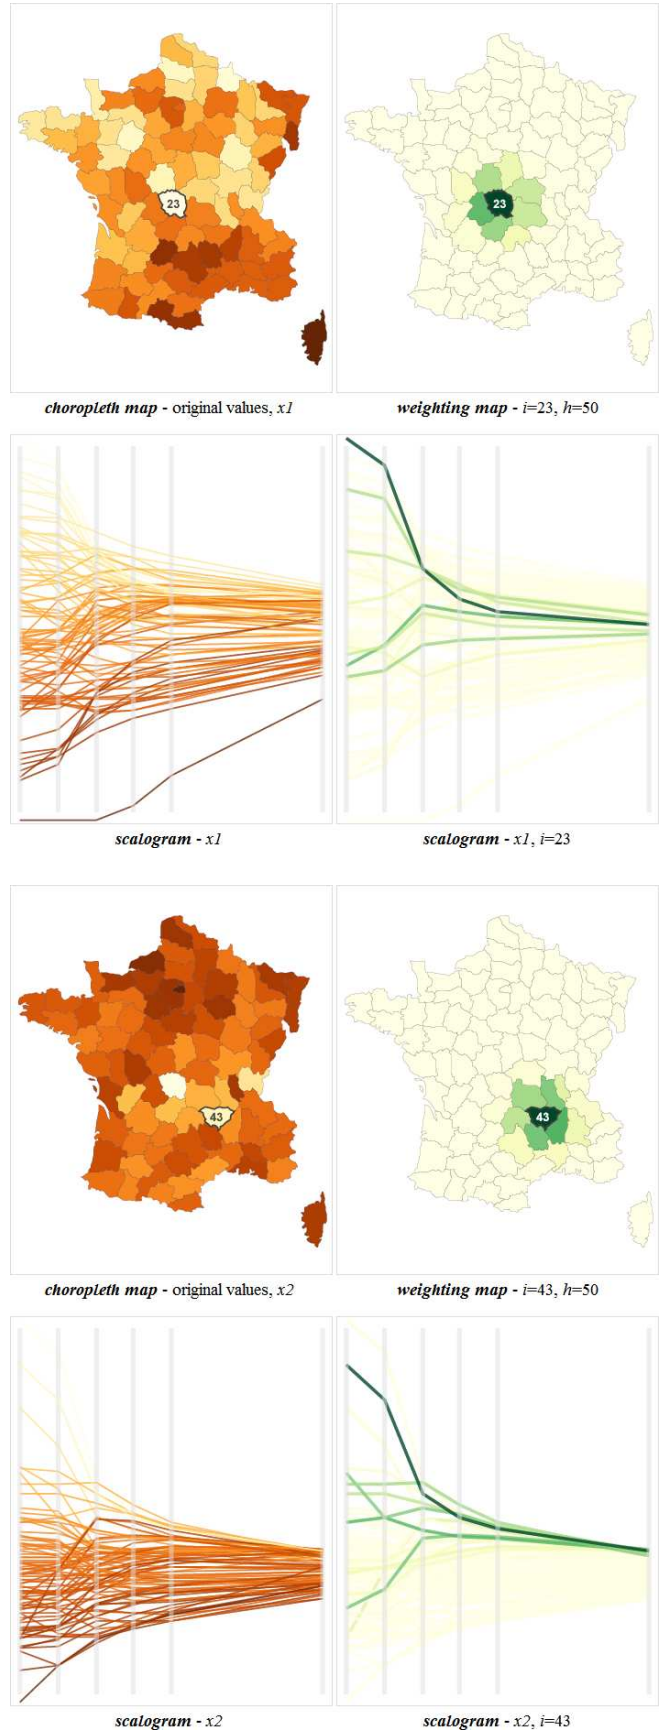 23
23
choropleth map - original values, x1
weighting map - i=23, h=50
scalogram - x1
scalogram - x1, i=23
43
43
choropleth map - original values, x2
weighting map - i=43, h=50
scalogram - x2
scalogram - x2, i=43